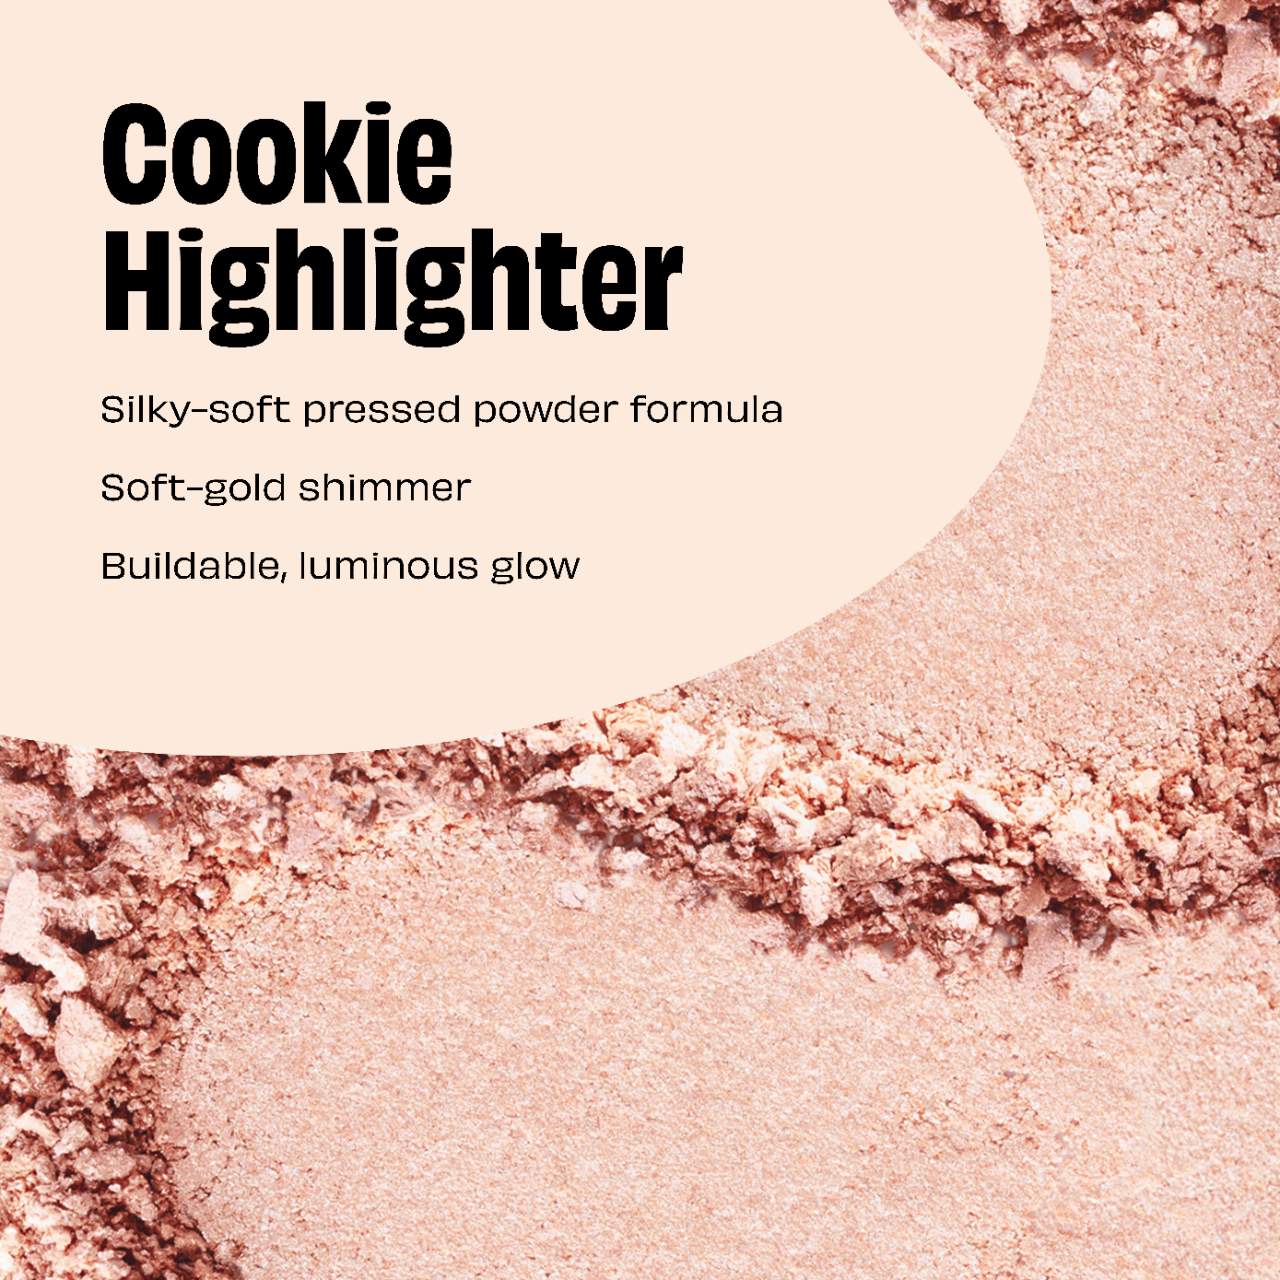 Cookie
Highlighter
Silky-soft pressed powder formula
Soft-gold shimmer
Buildable, luminous glow